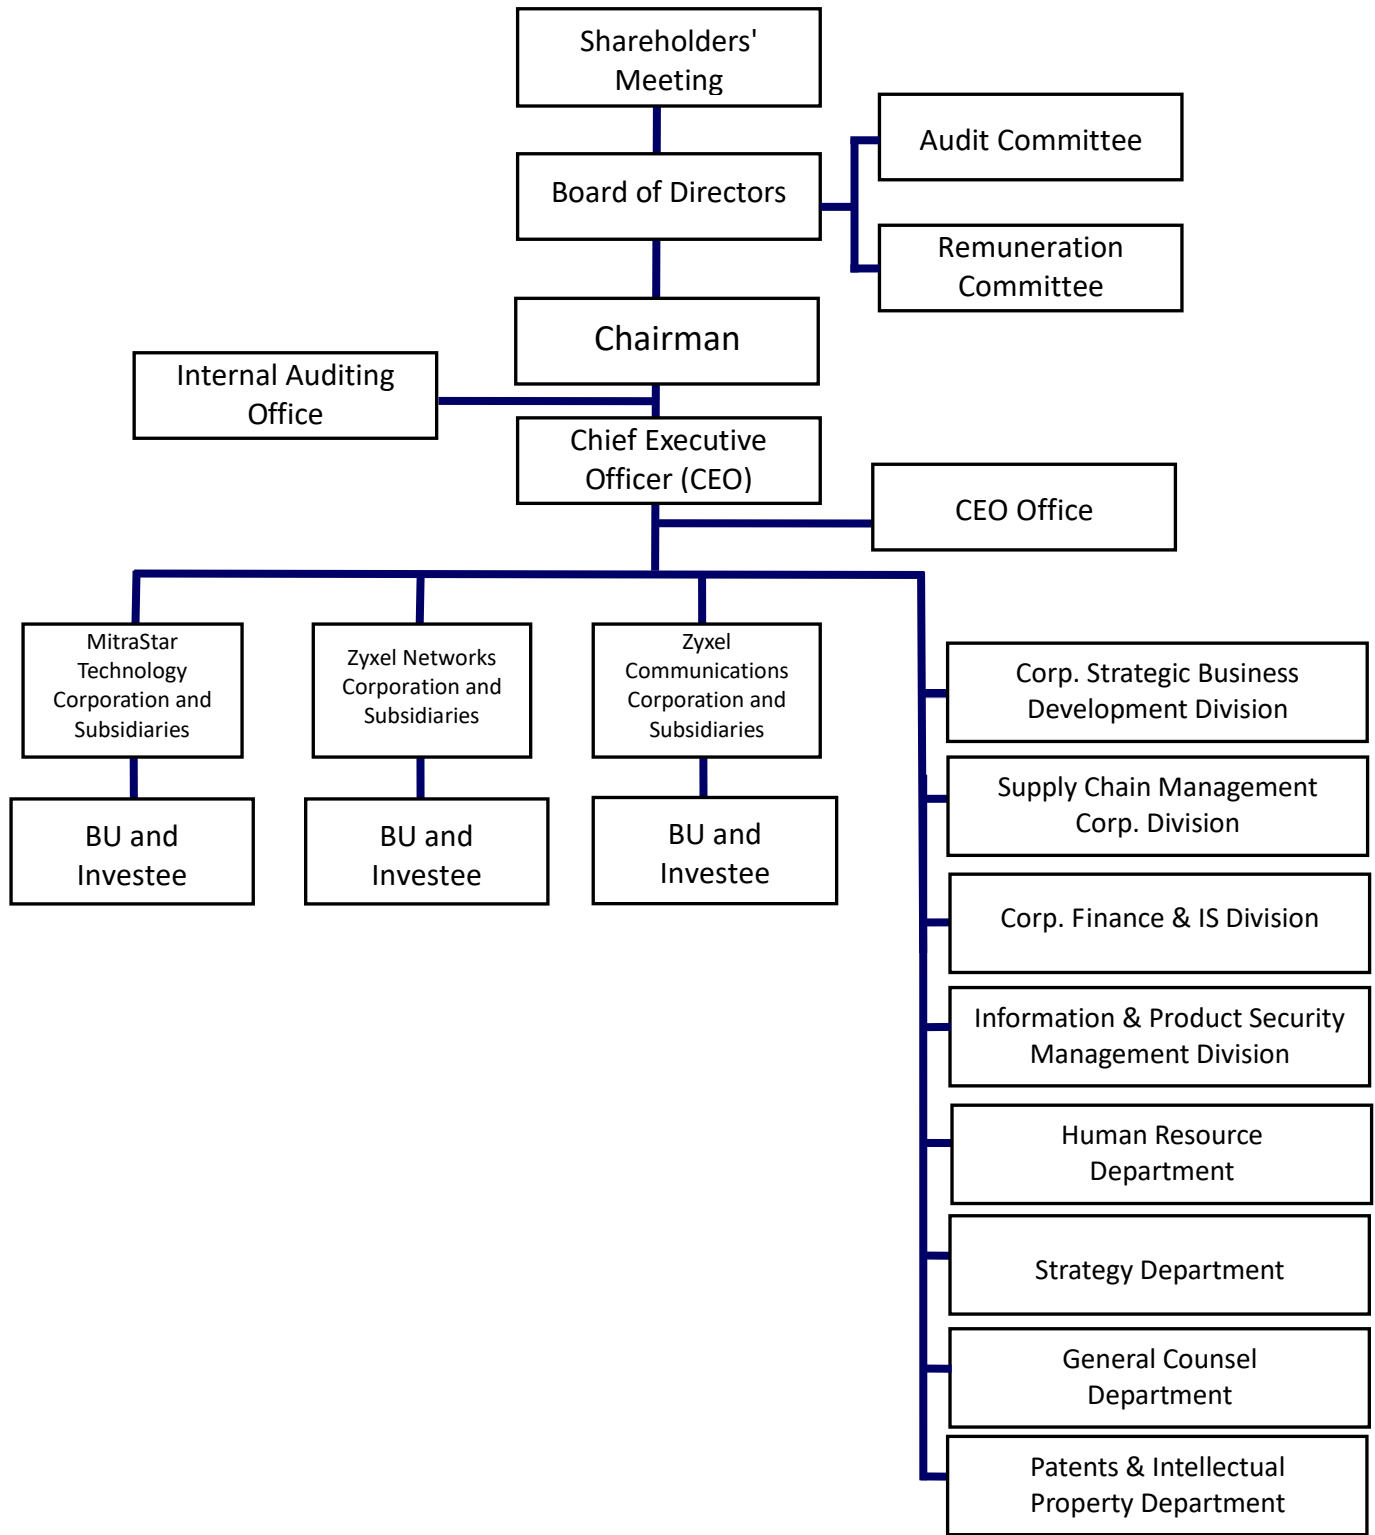 Shareholders'
Meeting
Audit Committee
Board of Directors
Remuneration
Committee
Chairman
Internal Auditing
Office
Chief Executive
Officer (CEO)
CEO Office
MitraStar
Technology
Corporation and
Subsidiaries
Zyxel Networks
Corporation and
Subsidiaries
Zyxel
Communications
Corporation and
Subsidiaries
BU and
Investee
BU and
Investee
BU and
Investee
Corp. Strategic Business
Development Division
Supply Chain Management
Corp. Division
Corp. Finance & IS Division
Information & Product Security
Management Division
Human Resource
Department
Strategy Department
General Counsel
Department
Patents & Intellectual
Property Department